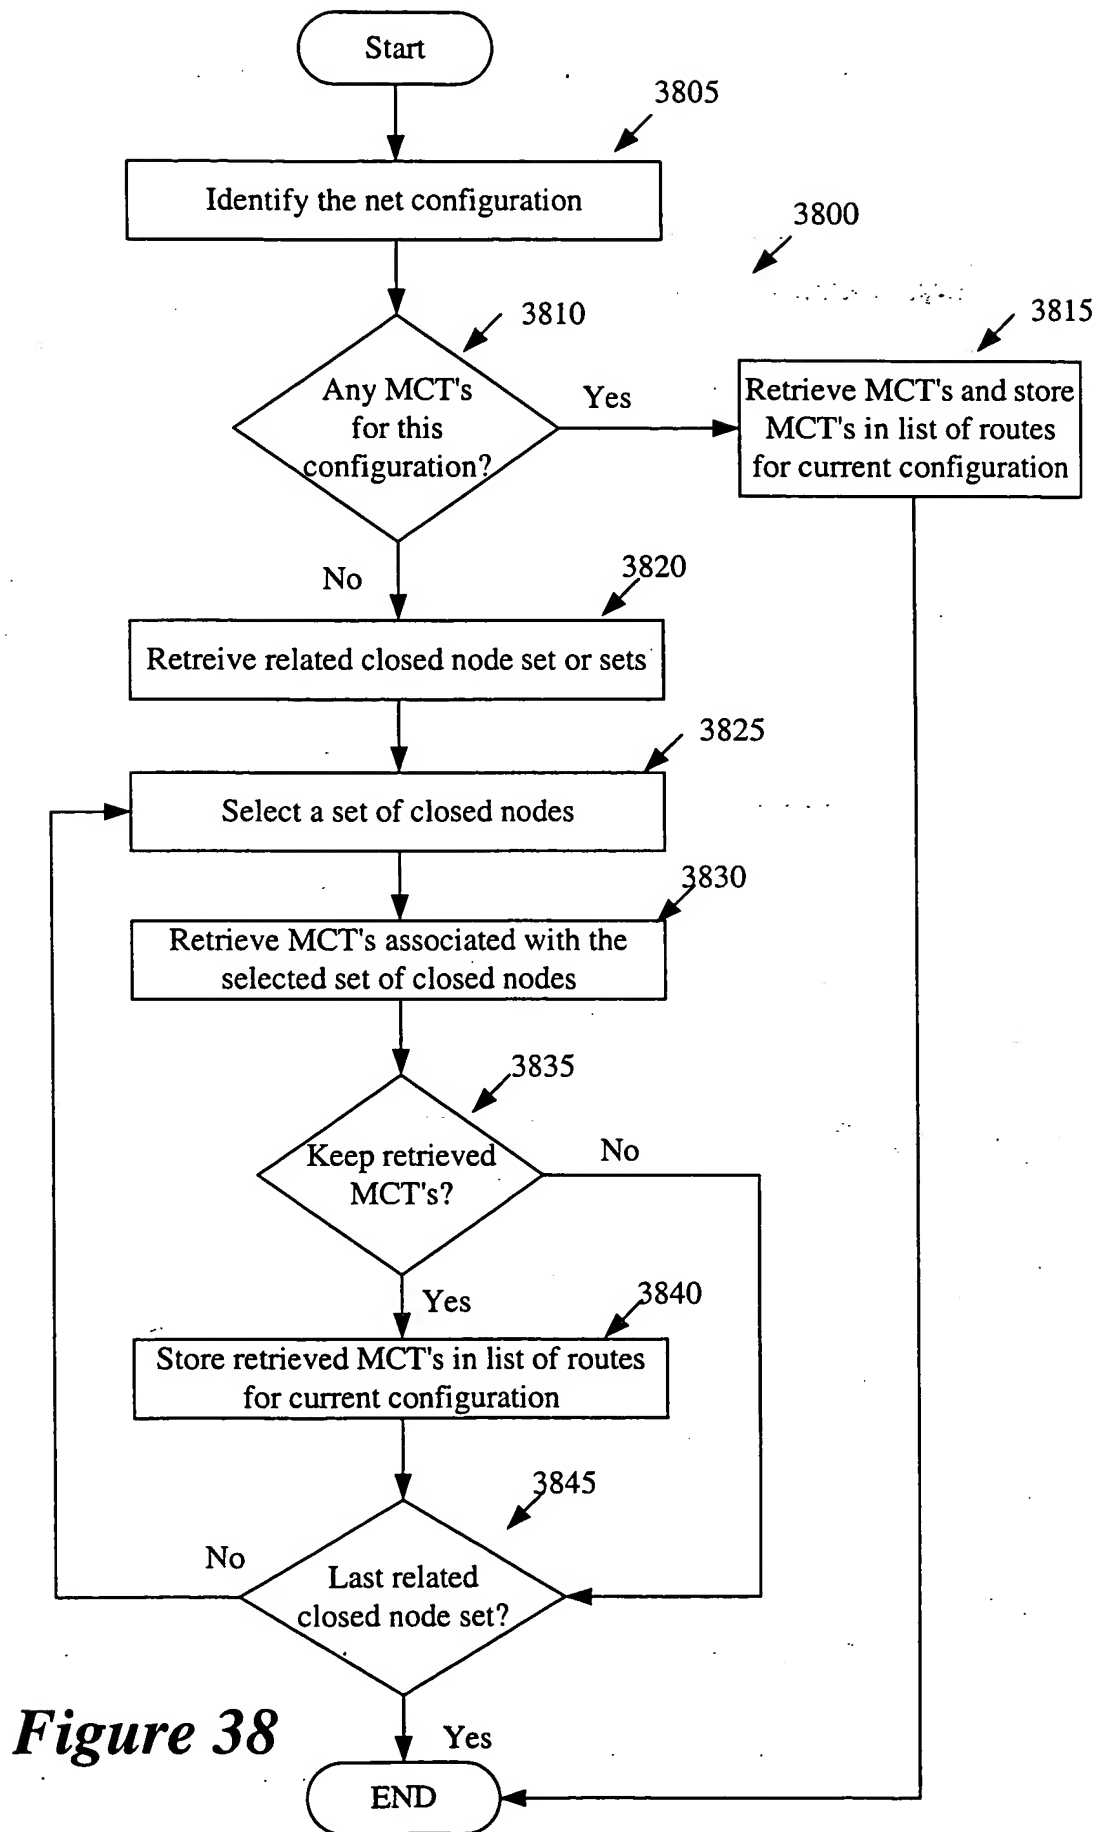 Start
3805
Identify the net configuration
3800
3810
3815
Any MCT's
for this
configuration?
Yes
Retrieve MCT's and store
MCT's in list of routes
for current configuration
No
3820
Retreive related closed node set or sets
3825
Select a set of closed nodes
3830
Retrieve MCT's associated with the
selected set of closed nodes
3835
Keep retrieved
MCT's?
No
Yes
3840
Store retrieved MCT's in list of routes
for current configuration
3845
No
Last related
closed node set?
Figure 38
Yes
END